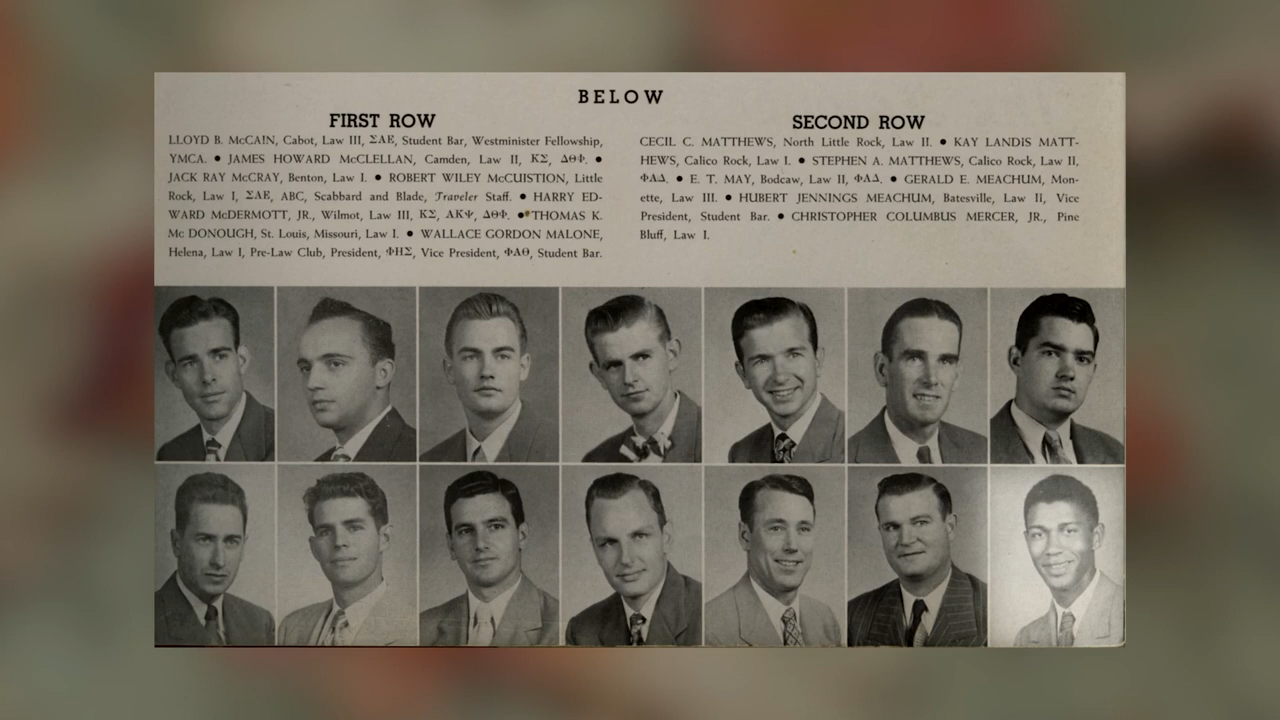 BELOW
FIRST ROW
LLOYD B. McCAIN, Cabot, Law III, ΣΑΕ, Student Bar, Westminister Fellowship,
YMCA. ● JAMES HOWARD McCLELLAN, Camden, Law II, ΚΣ, ΔΘΦ. ●
JACK RAY McCRAY, Benton, Law I. ● ROBERT WILEY McCUISTION, Little
Rock, Law I, ΣΑΕ, ABC, Scabbard and Blade, Traveler Staff. ● HARRY ED-
WARD McDERMOTT, JR., Wilmot, Law III, ΚΣ, ΑΚΨ, ΔΘΦ. ● THOMAS K.
Mc DONOUGH, St. Louis, Missouri, Law I. ● WALLACE GORDON MALONE,
Helena, Law I, Pre-Law Club, President, ΦΗΣ, Vice President, ΦΑΘ, Student Bar.
SECOND ROW
CECIL C. MATTHEWS, North Little Rock, Law II. ● KAY LANDIS MATT-
HEWS, Calico Rock, Law I. ● STEPHEN A. MATTHEWS, Calico Rock, Law II,
ΦΑΔ. ● E. T. MAY, Bodcaw, Law II, ΦΑΔ. ● GERALD E. MEACHUM, Mon-
ette, Law III. ● HUBERT JENNINGS MEACHUM, Batesville, Law II, Vice
President, Student Bar. ● CHRISTOPHER COLUMBUS MERCER, JR., Pine
Bluff, Law I.